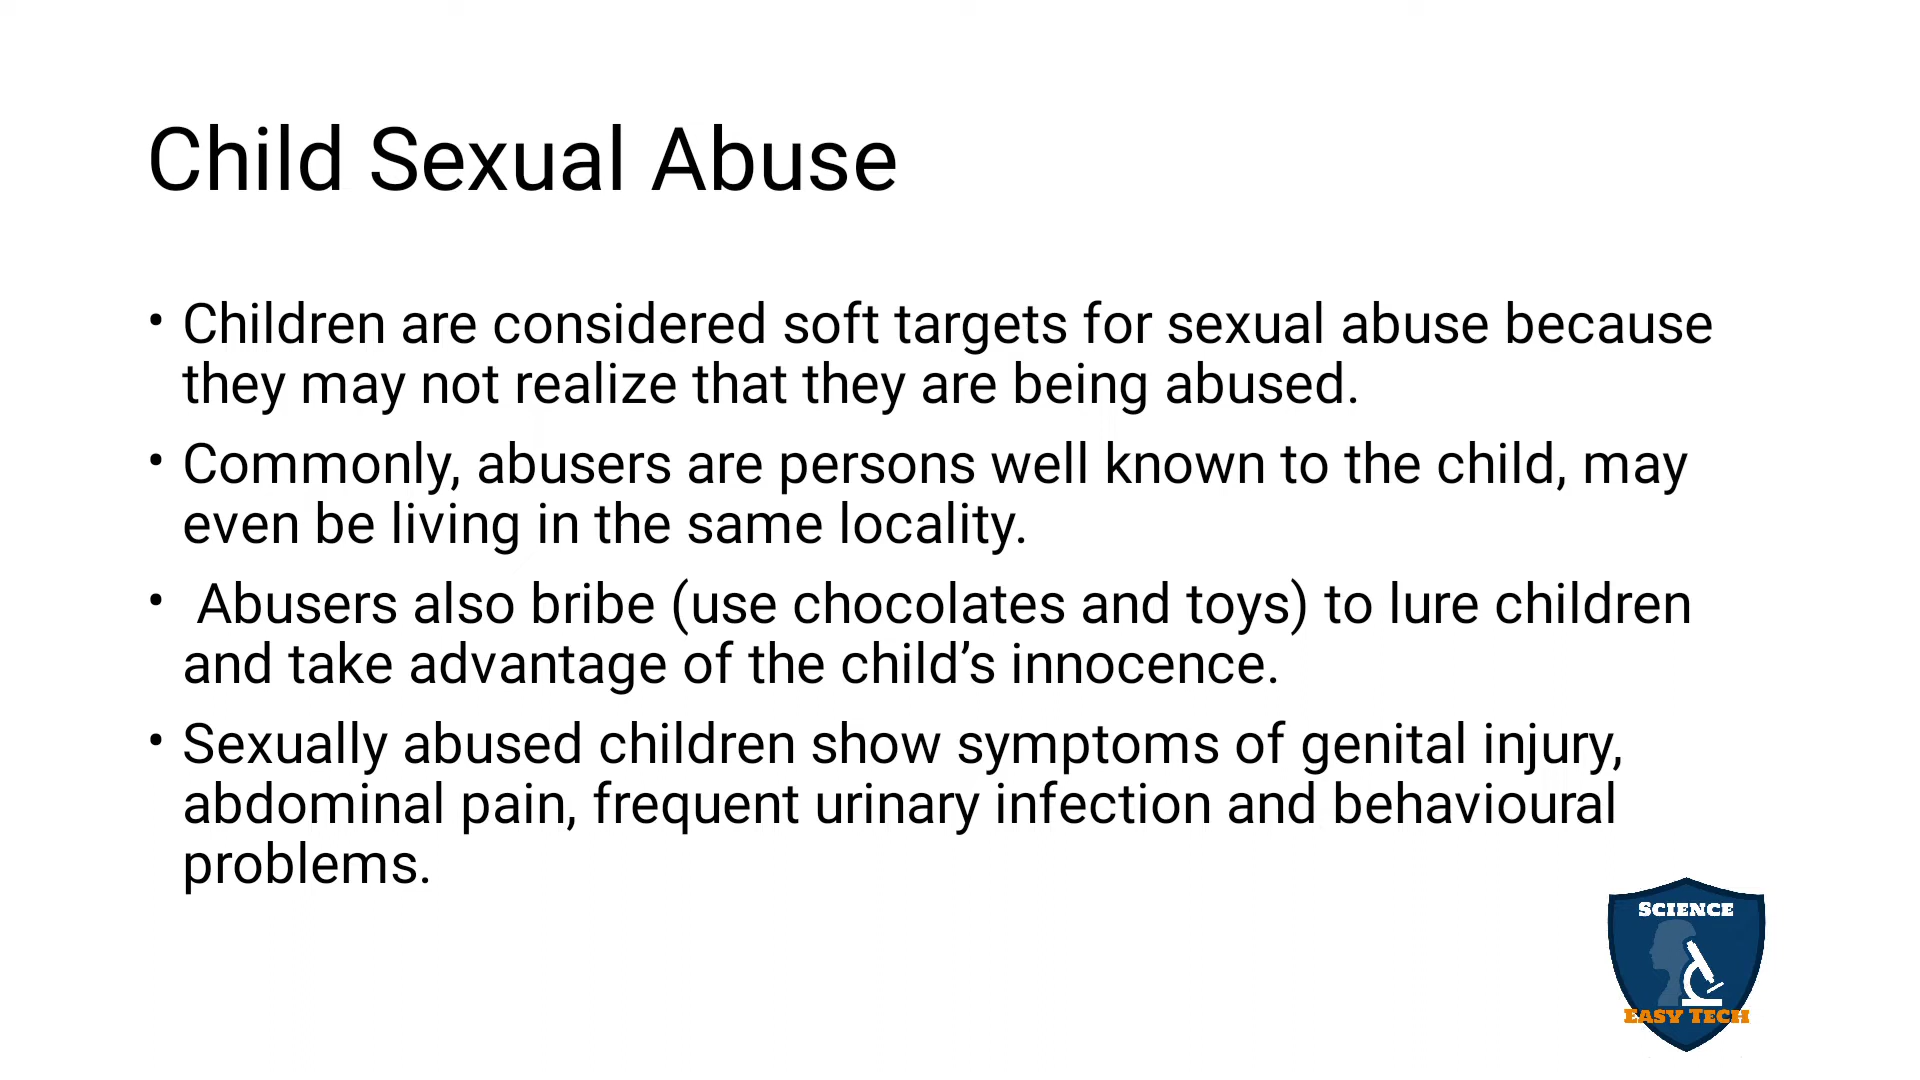 Child Sexual Abuse
• Children are considered soft targets for sexual abuse because
they may not realize that they are being abused.
• Commonly, abusers are persons well known to the child, may
even be living in the same locality.
• Abusers also bribe (use chocolates and toys) to lure children
and take advantage of the child’s innocence.
• Sexually abused children show symptoms of genital injury,
abdominal pain, frequent urinary infection and behavioural
problems.
SCIENCE
EASY TECH